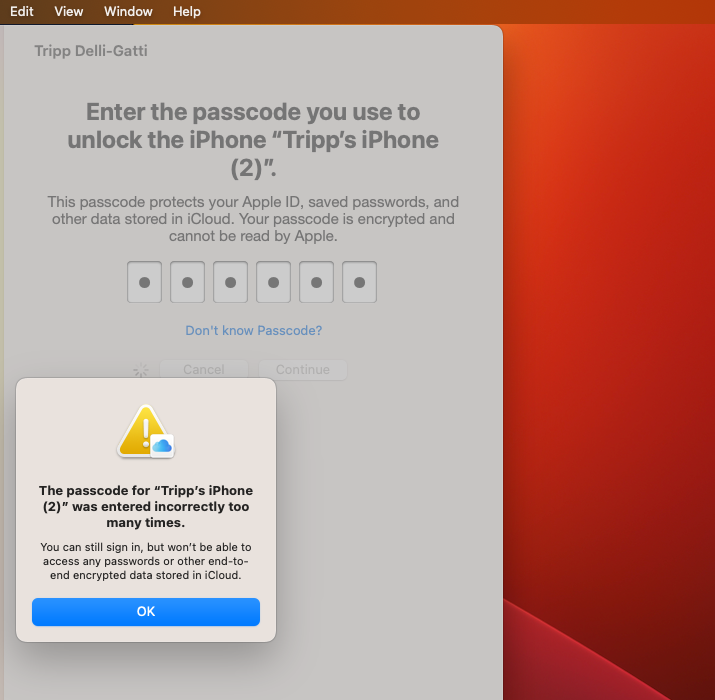 Edit View Window Help
Tripp Delli-Gatti
Enter the passcode you use to
unlock the iPhone “Tripp’s iPhone
(2)”.
This passcode protects your Apple ID, saved passwords, and
other data stored in iCloud. Your passcode is encrypted and
cannot be read by Apple.
Don't know Passcode?
Cancel Continue
The passcode for “Tripp’s iPhone
(2)” was entered incorrectly too
many times.
You can still sign in, but won’t be able to
access any passwords or other end-to-
end encrypted data stored in iCloud.
OK